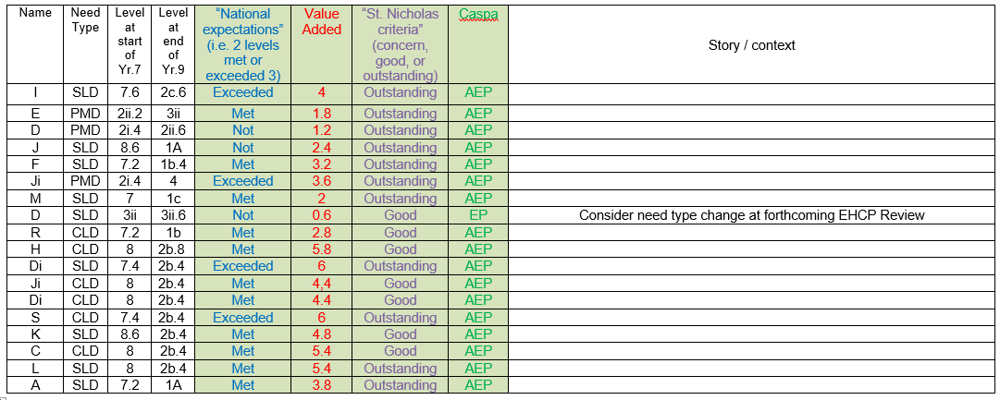 Name Need Type Level at start of Yr.7 Level at end of Yr.9 “National expectations” (i.e. 2 levels met or exceeded 3) Value Added “St. Nicholas criteria” (concern, good, or outstanding) Caspa Story / context
I SLD 7.6 2c.6 Exceeded 4 Outstanding AEP
E PMD 2ii.2 3ii Met 1.8 Outstanding AEP
D PMD 2i.4 2ii.6 Not 1.2 Outstanding AEP
J SLD 8.6 1A Not 2.4 Outstanding AEP
F SLD 7.2 1b.4 Met 3.2 Outstanding AEP
Ji PMD 2i.4 4 Exceeded 3.6 Outstanding AEP
M SLD 7 1c Met 2 Outstanding AEP
D SLD 3ii 3ii.6 Not 0.6 Good EP Consider need type change at forthcoming EHCP Review
R CLD 7.2 1b Met 2.8 Good AEP
H CLD 8 2b.8 Met 5.8 Good AEP
Di SLD 7.4 2b.4 Exceeded 6 Outstanding AEP
Ji CLD 8 2b.4 Met 4,4 Good AEP
Di CLD 8 2b.4 Met 4.4 Good AEP
S CLD 7.4 2b.4 Exceeded 6 Outstanding AEP
K SLD 8.6 2b.4 Met 4.8 Good AEP
C CLD 8 2b.4 Met 5.4 Good AEP
L SLD 8 2b.4 Met 5.4 Outstanding AEP
A SLD 7.2 1A Met 3.8 Outstanding AEP